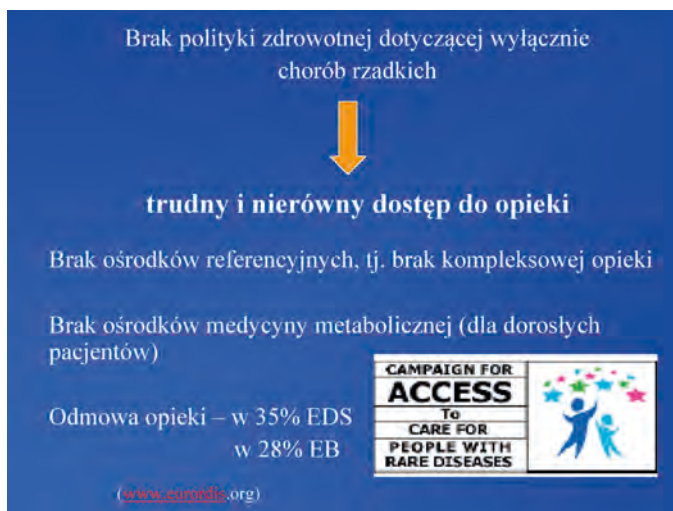 Brak polityki zdrowotnej dotyczącej wyłącznie
chorób rzadkich
trudny i nierówny dostęp do opieki
Brak ośrodków referencyjnych, tj. brak kompleksowej opieki
Brak ośrodków medycyny metabolicznej (dla dorosłych
pacjentów)
Odmowa opieki – w 35% EDS
w 28% EB
(www.eurordis.org)
CAMPAIGN FOR
ACCESS
To
CARE FOR
PEOPLE WITH
RARE DISEASES